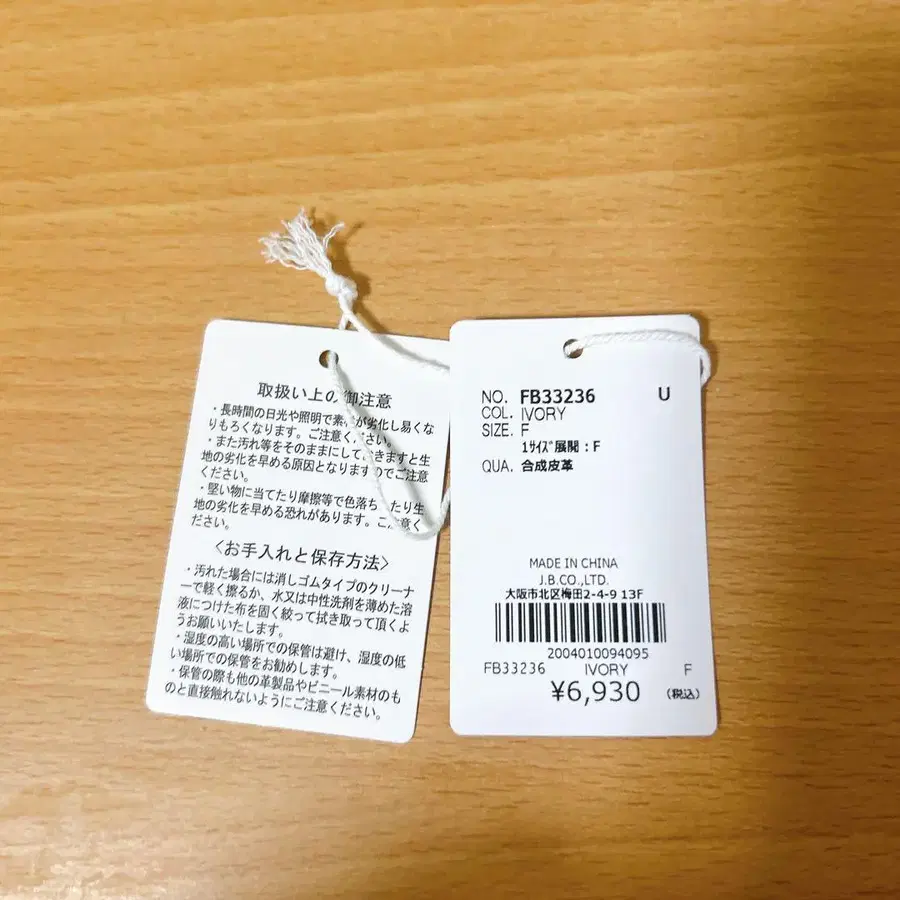 取扱い上の御注意
・長時間の日光や照明で素 が劣化し易くな
りもろくなります。ご注意ください。
・また汚れ等をそのままにして きますと生
地の劣化を早める原因となりますのでご注意
ください。
・堅い物に当てたり摩擦等で色落ち たり生
地の劣化を早める恐れがあります。ご注意く
ださい。
〈お手入れと保存方法〉
・汚れた場合には消しゴムタイプのクリーナ
ーで軽く擦るか、水又は中性洗剤を薄めた溶
液につけた布を固く絞って拭き取って頂くよ
うお願いいたします。
・湿度の高い場所での保管は避け、湿度の低
い場所での保管をお勧めします。
・保管の際も他の革製品やビニール素材のも
のと直接触れないようにご注意ください。
NO. FB33236 U
COL. IVORY
SIZE. F
1ｻｲｽﾞ展開：F
QUA. 合成皮革
MADE IN CHINA
J.B.CO.,LTD.
大阪市北区梅田2-4-9 13F
2004010094095
FB33236 IVORY F
¥6,930 (税込)